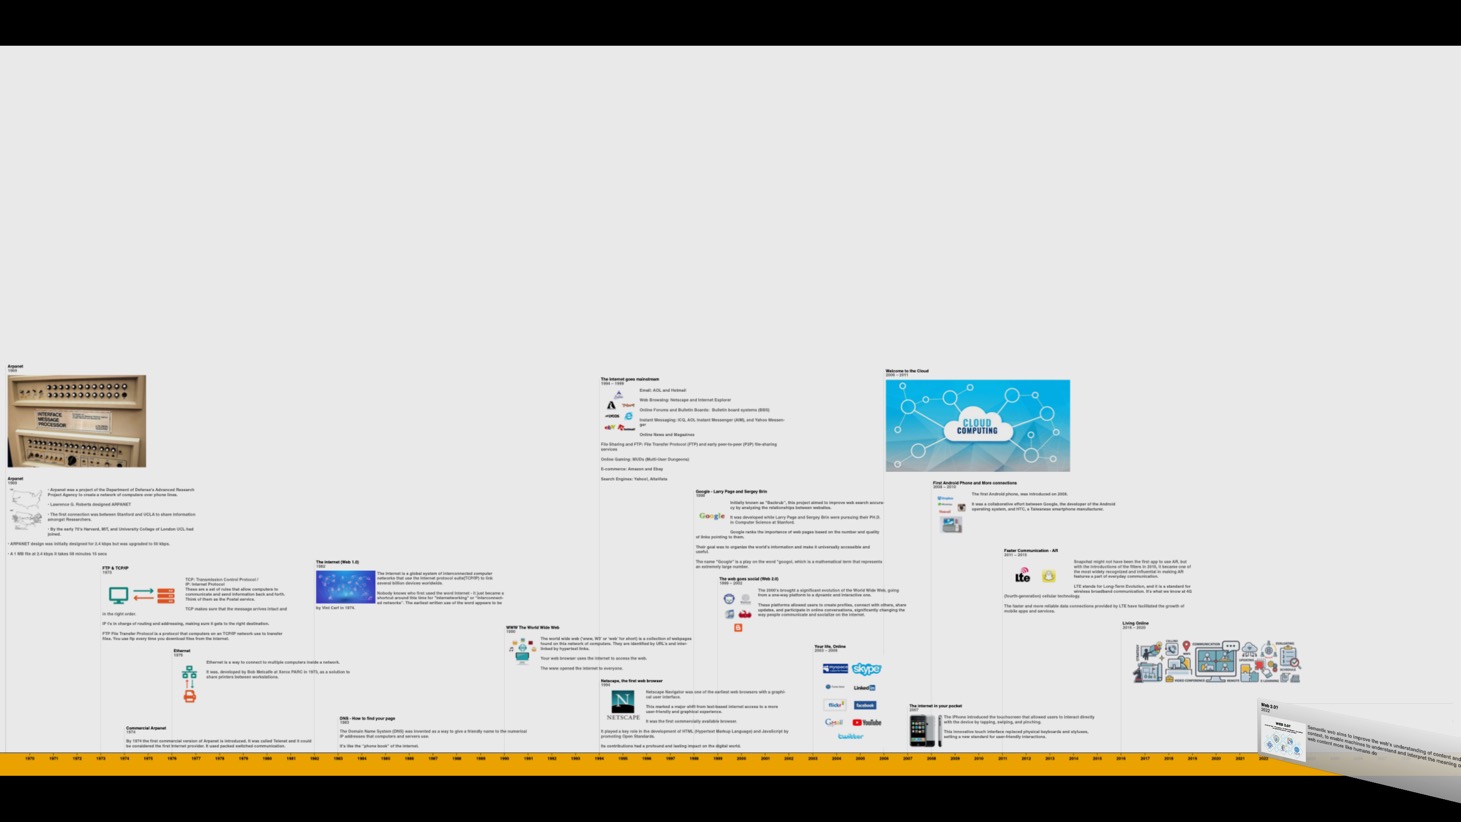 Arpanet
1969
INTERFACE
MESSAGE
PROCESSOR
Arpanet
1969
- Arpanet was a project of the Department of Defense's Advanced Research
Project Agency to create a network of computers over phone lines.
- Lawrence G. Roberts designed ARPANET
- The first connection was between Stanford and UCLA to share information
amongst Researchers.
- By the early 70's Harvard, MIT, and University College of London UCL had
joined.
- ARPANET design was initially designed for 2.4 kbps but was upgraded to 50 kbps.
- A 1 MB file at 2.4 kbps it takes 58 minutes 15 secs
FTP & TCP/IP
1973
TCP: Transmission Control Protocol /
IP: Internet Protocol
These are a set of rules that allow computers to
communicate and send information back and forth.
Think of them as the Postal service.
TCP makes sure that the message arrives intact and
in the right order.
IP is in charge of routing and addressing, making sure it gets to the right destination.
FTP File Transfer Protocol is a protocol that computers on an TCP/IP network use to transfer
files. You use ftp every time you download files from the internet.
Ethernet
1976
Ethernet is a way to connect to multiple computers inside a network.
It was, developed by Bob Metcalfe at Xerox PARC in 1973, as a solution to
share printers between workstations.
Commercial Arpanet
1974
By 1974 the first commercial version of Arpanet is introduced. It was called Telenet and it could
be considered the first Internet provider. It used packed switched communication.
The internet (Web 1.0)
1982
The internet is a global system of interconnected computer
networks that use the internet protocol suite(TCP/IP) to link
several billion devices worldwide.
Nobody knows who first used the word Internet - it just became a
shortcut around this time for "internetworking" or "interconnect-
ed networks". The earliest written use of the word appears to be
by Vint Cerf in 1974.
DNS - How to find your page
1983
The Domain Name System (DNS) was invented as a way to give a friendly name to the numerical
IP addresses that computers and servers use.
It's like the "phone book" of the internet.
WWW The World Wide Web
1990
The world wide web ('www, W3' or 'web' for short) is a collection of webpages
found on this network of computers. They are identified by URL's and inter-
linked by hypertext links.
Your web browser uses the internet to access the web.
The www opened the internet to everyone.
The Internet goes mainstream
1994 – 1999
Email: AOL and Hotmail
Web Browsing: Netscape and Internet Explorer
Online Forums and Bulletin Boards: Bulletin board systems (BBS)
Instant Messaging: ICQ, AOL Instant Messenger (AIM), and Yahoo Messen-
ger
Online News and Magazines
File Sharing and FTP: File Transfer Protocol (FTP) and early peer-to-peer (P2P) file-sharing
services
Online Gaming: MUDs (Multi-User Dungeons)
E-commerce: Amazon and Ebay
Search Engines: Yahoo!, AltaVista
Netscape, the first web browser
1994
N
NETSCAPE
Netscape Navigator was one of the earliest web browsers with a graphi-
cal user interface.
This marked a major shift from text-based internet access to a more
user-friendly and graphical experience.
It was the first commercially available browser.
It played a key role in the development of HTML (Hypertext Markup Language) and JavaScript by
promoting Open Standards.
Its contributions had a profound and lasting impact on the digital world.
Google - Larry Page and Sergey Brin
1998
Google
Initially known as "Backrub", this project aimed to improve web search accura-
cy by analyzing the relationships between websites.
It was developed while Larry Page and Sergey Brin were pursuing their PH.D.
in Computer Science at Stanford.
Google ranks the importance of web pages based on the number and quality
of links pointing to them.
Their goal was to organize the world's information and make it universally accessible and
useful.
The name "Google" is a play on the word "googol, which is a mathematical term that represents
an extremely large number.
The web goes social (Web 2.0)
1999 – 2002
The 2000's brought a significant evolution of the World Wide Web, going
from a one-way platform to a dynamic and interactive one.
These platforms allowed users to create profiles, connect with others, share
updates, and participate in online conversations, significantly changing the
way people communicate and socialize on the internet.
Your life, Online
2003 – 2006
myspace
skype
LinkedIn
flickr
facebook
Gmail
YouTube
twitter
Welcome to the Cloud
2006 – 2011
CLOUD
COMPUTING
First Android Phone and More connections
2008 – 2010
The first Android phone, was introduced on 2008.
It was a collaborative effort between Google, the developer of the Android
operating system, and HTC, a Taiwanese smartphone manufacturer.
The internet in your pocket
2007
The iPhone introduced the touchscreen that allowed users to interact directly
with the device by tapping, swiping, and pinching.
This innovative touch interface replaced physical keyboards and styluses,
setting a new standard for user-friendly interactions.
Faster Communication - AR
2011 – 2015
lte
Snapchat might not have been the first app to use AR, but
with the introductions of the filters in 2015, it became one of
the most widely recognized and influential in making AR
features a part of everyday communication.
LTE stands for Long-Term Evolution, and it is a standard for
wireless broadband communication. It's what we know as 4G
(fourth-generation) cellular technology.
The faster and more reliable data connections provided by LTE have facilitated the growth of
mobile apps and services.
Living Online
2016 – 2020
Web 3.0?
2022
WEB 3.0?
Semantic web aims to improve the web's understanding of content and
context, to enable machines to understand and interpret the meaning of
web content more like humans do
1970 1971 1972 1973 1974 1975 1976 1977 1978 1979 1980 1981 1982 1983 1984 1985 1986 1987 1988 1989 1990 1991 1992 1993 1994 1995 1996 1997 1998 1999 2000 2001 2002 2003 2004 2005 2006 2007 2008 2009 2010 2011 2012 2013 2014 2015 2016 2017 2018 2019 2020 2021 2022